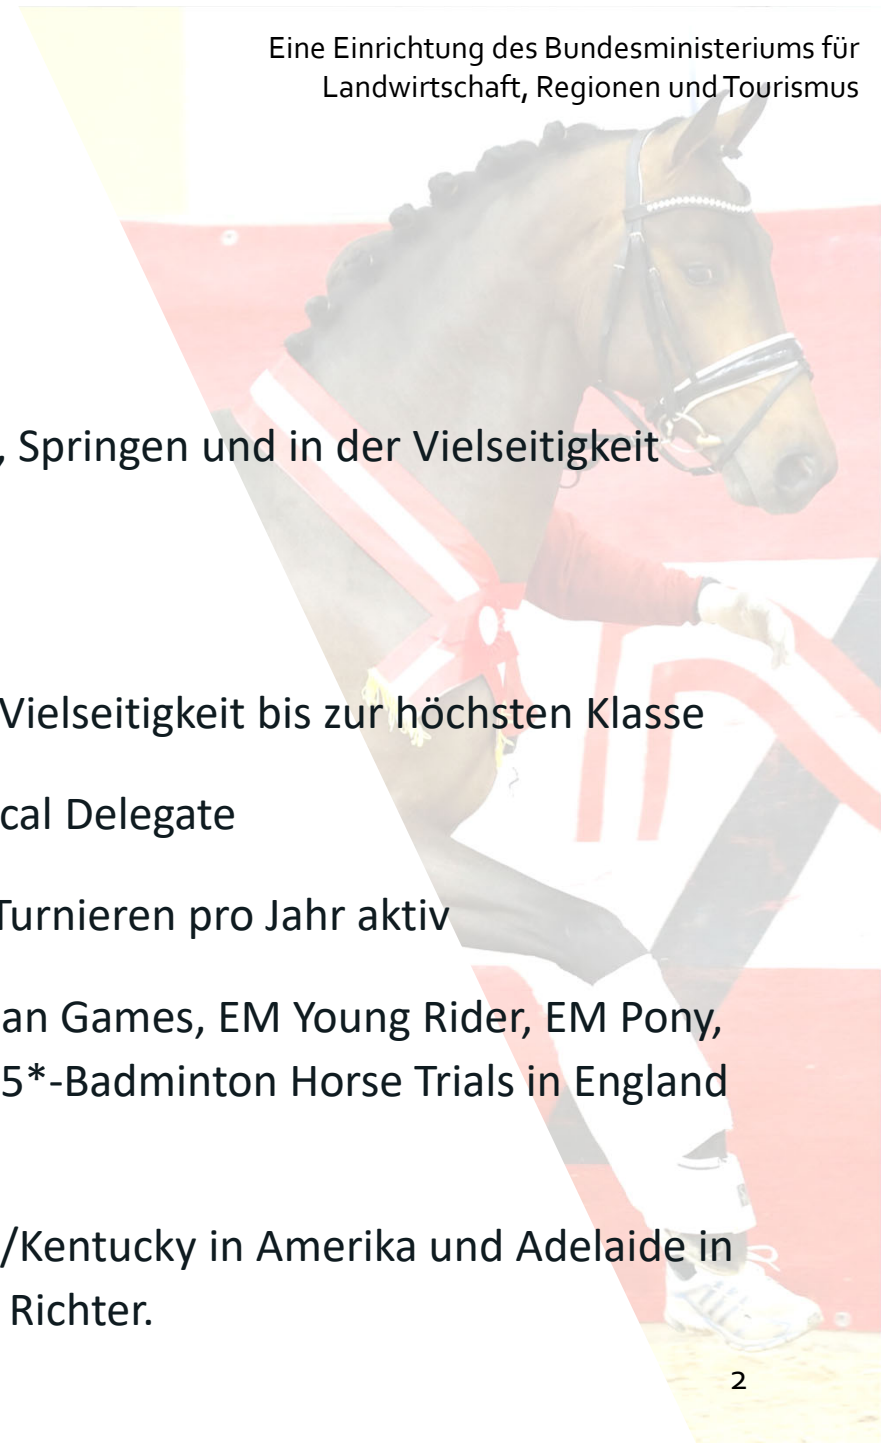 Eine Einrichtung des Bundesministeriums für
Landwirtschaft, Regionen und Tourismus
, Springen und in der Vielseitigkeit
Vielseitigkeit bis zur höchsten Klasse
cal Delegate
Turnieren pro Jahr aktiv
an Games, EM Young Rider, EM Pony,
5*-Badminton Horse Trials in England
/Kentucky in Amerika und Adelaide in
Richter.
2